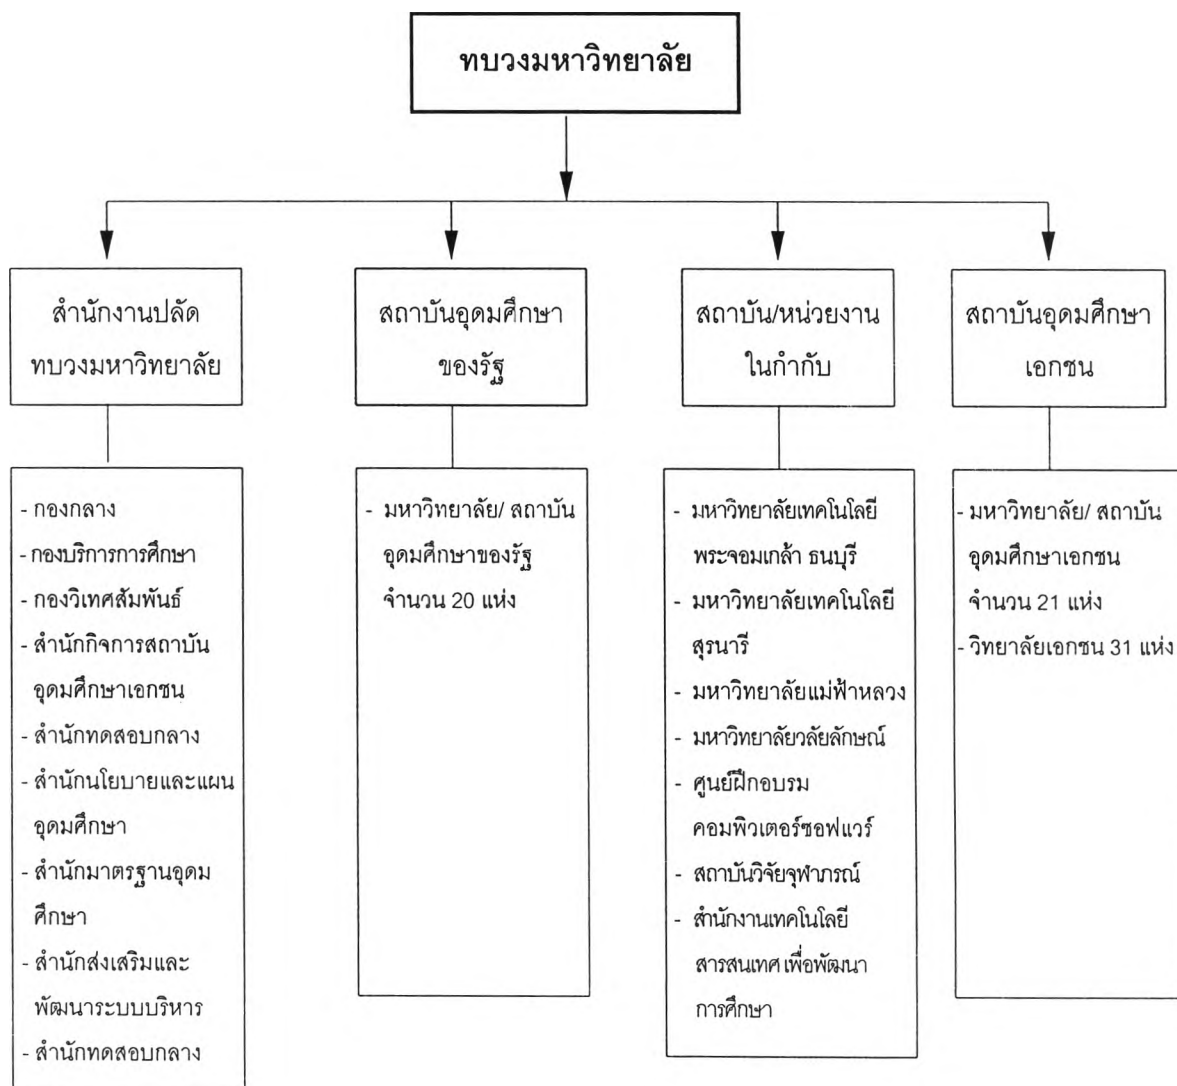 ทบวงมหาวิทยาลัย
สำนักงานปลัด
ทบวงมหาวิทยาลัย
สถาบันอุดมศึกษา
ของรัฐ
สถาบัน/หน่วยงาน
ในกำกับ
สถาบันอุดมศึกษา
เอกชน
- กองกลาง
- กองบริการการศึกษา
- กองวิเทศสัมพันธ์
- สำนักกิจการสถาบัน
อุดมศึกษาเอกชน
- สำนักทดสอบกลาง
- สำนักนโยบายและแผน
อุดมศึกษา
- สำนักมาตรฐานอุดม
ศึกษา
- สำนักส่งเสริมและ
พัฒนาระบบบริหาร
- สำนักทดสอบกลาง
- มหาวิทยาลัย/ สถาบัน
อุดมศึกษาของรัฐ
จำนวน 20 แห่ง
- มหาวิทยาลัยเทคโนโลยี
พระจอมเกล้า ธนบุรี
- มหาวิทยาลัยเทคโนโลยี
สุรนารี
- มหาวิทยาลัยแม่ฟ้าหลวง
- มหาวิทยาลัยวลัยลักษณ์
- ศูนย์ฝึกอบรม
คอมพิวเตอร์ซอฟแวร์
- สถาบันวิจัยจุฬาภรณ์
- สำนักงานเทคโนโลยี
สารสนเทศ เพื่อพัฒนา
การศึกษา
- มหาวิทยาลัย/ สถาบัน
อุดมศึกษาเอกชน
จำนวน 21 แห่ง
- วิทยาลัยเอกชน 31 แห่ง